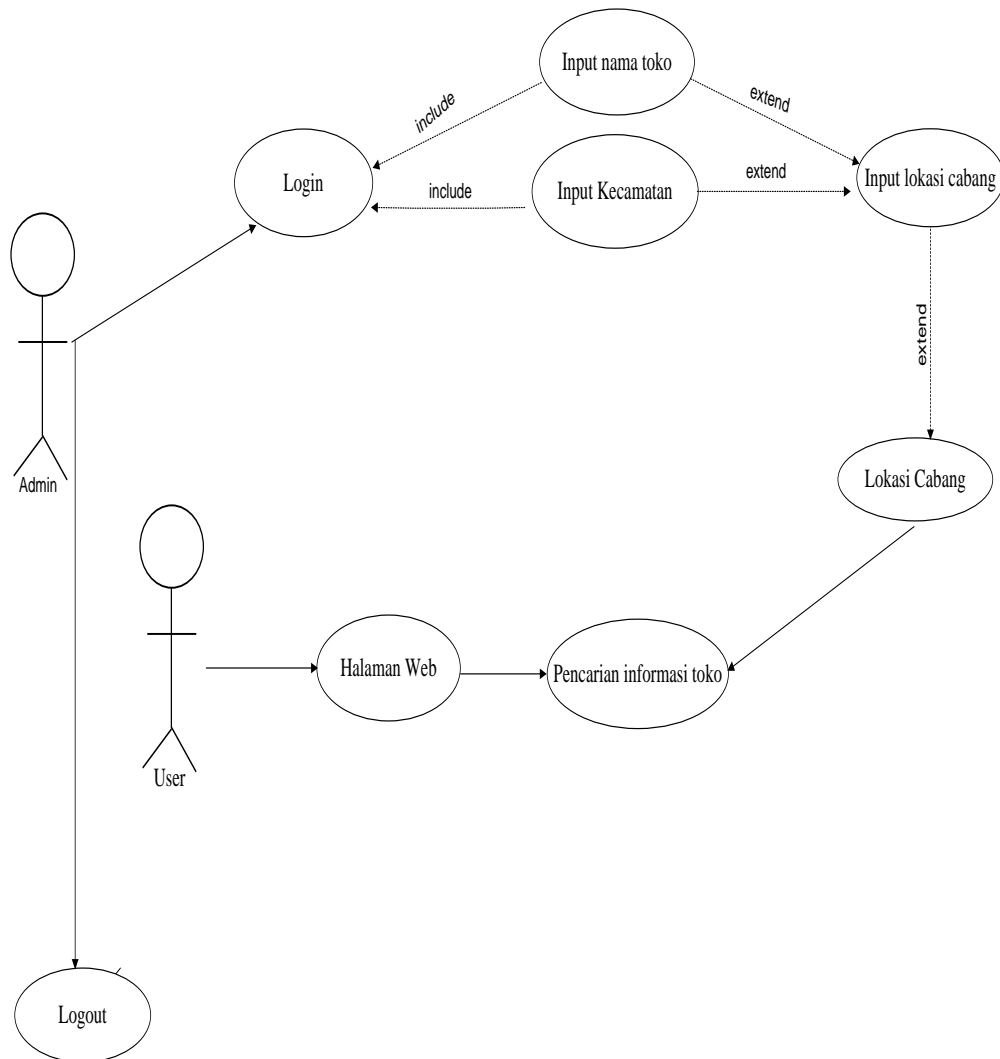 Input nama toko
include
extend
Login
include
Input Kecamatan
extend
Input lokasi cabang
extend
Admin
Lokasi Cabang
Halaman Web
Pencarian informasi toko
User
Logout